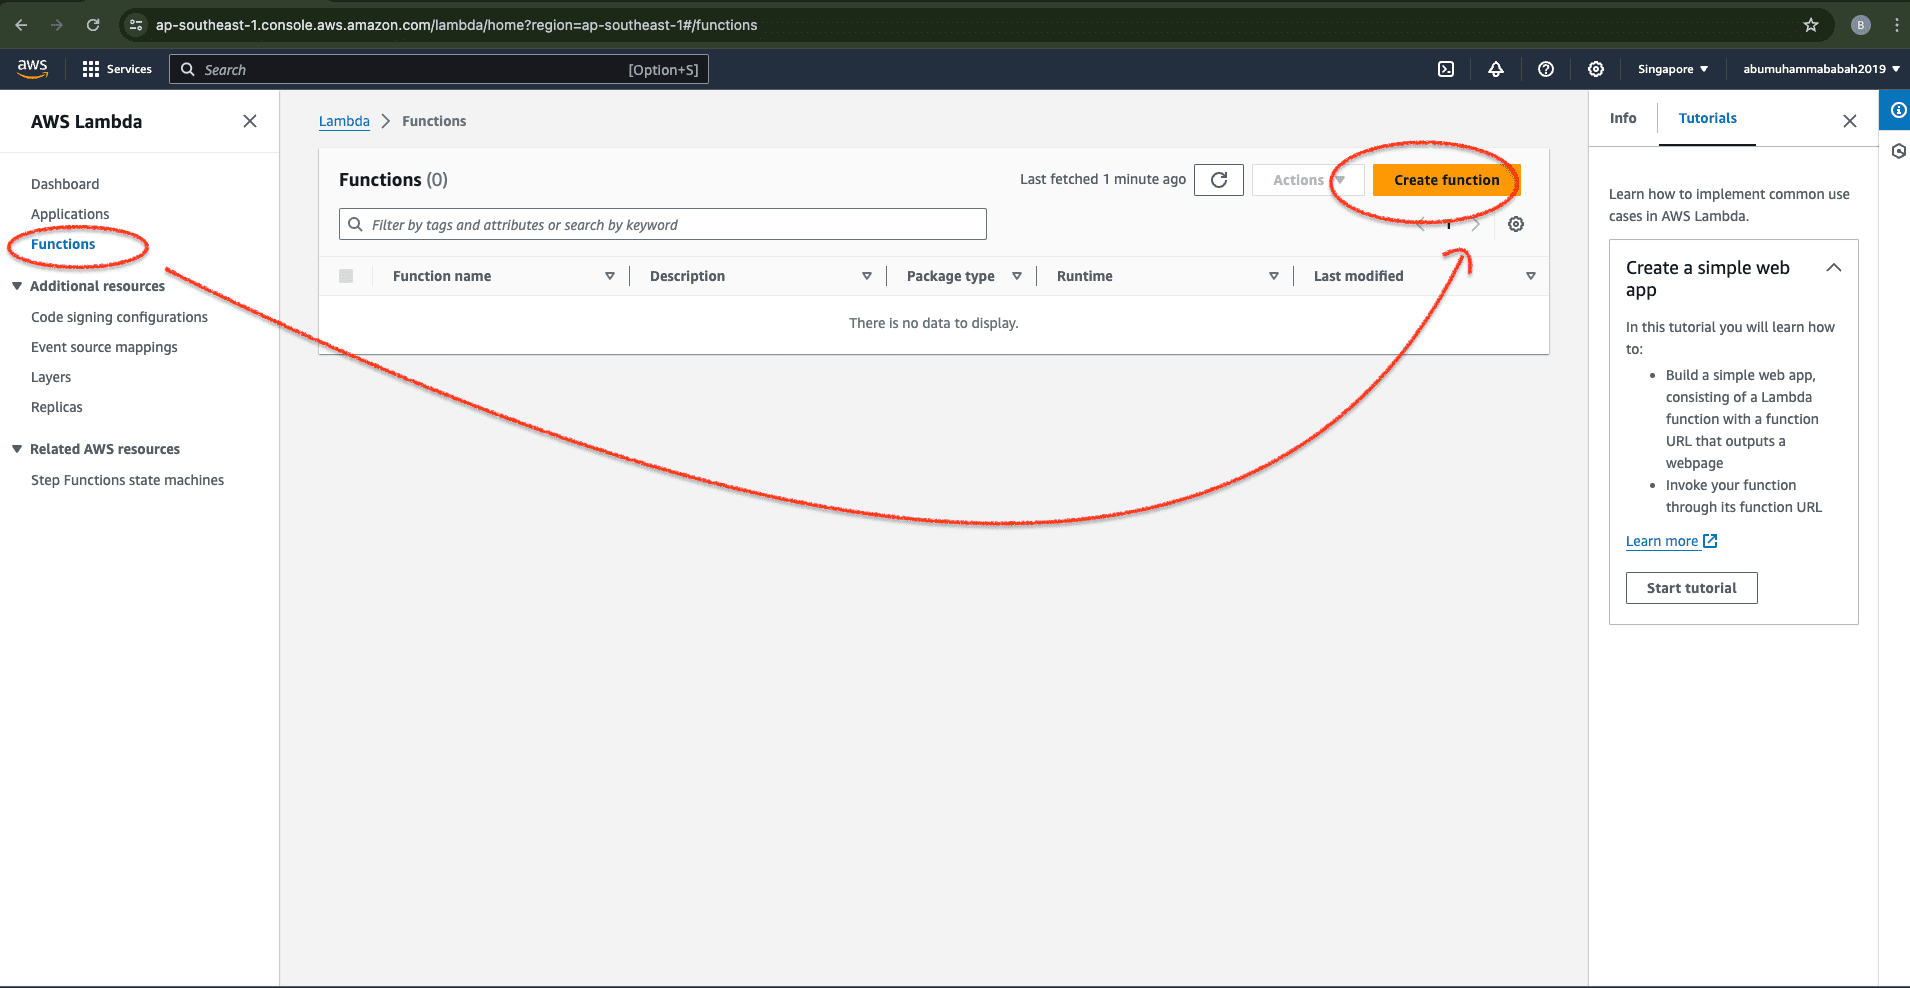 ap-southeast-1.console.aws.amazon.com/lambda/home?region=ap-southeast-1#/functions
B
aws
Services
Search
[Option+S]
Singapore
abumuhammababah2019
AWS Lambda
Dashboard
Applications
Functions
Additional resources
Code signing configurations
Event source mappings
Layers
Replicas
Related AWS resources
Step Functions state machines
Lambda
Functions
Functions (0)
Last fetched 1 minute ago
Actions
Create function
Filter by tags and attributes or search by keyword
1
Function name
Description
Package type
Runtime
Last modified
There is no data to display.
Info
Tutorials
Learn how to implement common use
cases in AWS Lambda.
Create a simple web
app
In this tutorial you will learn how
to:
Build a simple web app,
consisting of a Lambda
function with a function
URL that outputs a
webpage
Invoke your function
through its function URL
Learn more
Start tutorial